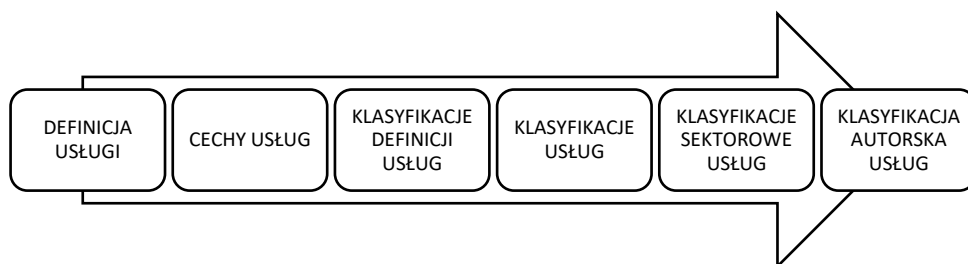 DEFINICJA
USŁUGI
CECHY USŁUG
KLASYFIKACJE
DEFINICJI
USŁUG
KLASYFIKACJE
USŁUG
KLASYFIKACJE
SEKTOROWE
USŁUG
KLASYFIKACJA
AUTORSKA
USŁUG